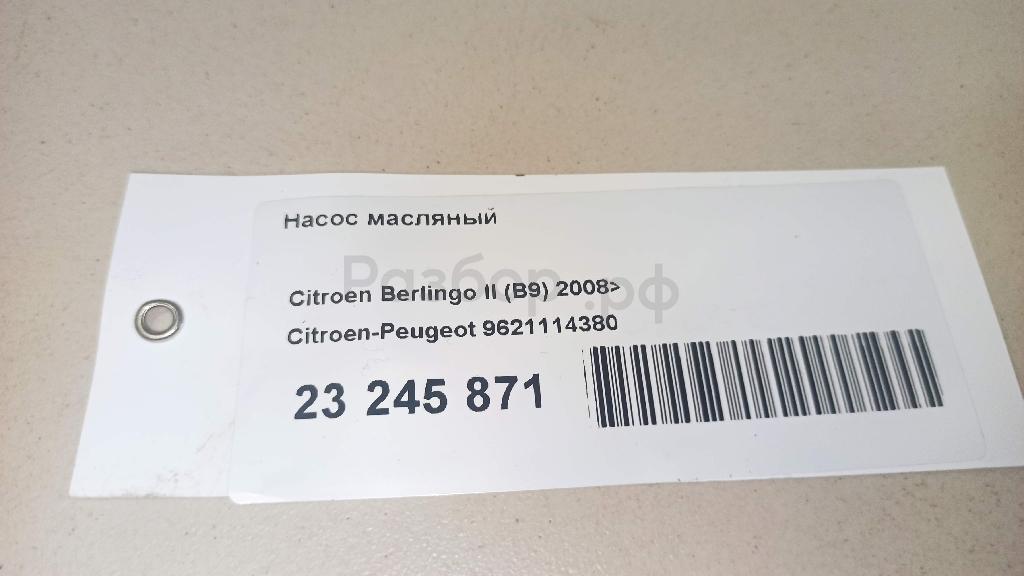 Насос масляный
Разбор.рф
Citroen Berlingo II (B9) 2008>
Citroen-Peugeot 9621114380
23 245 871